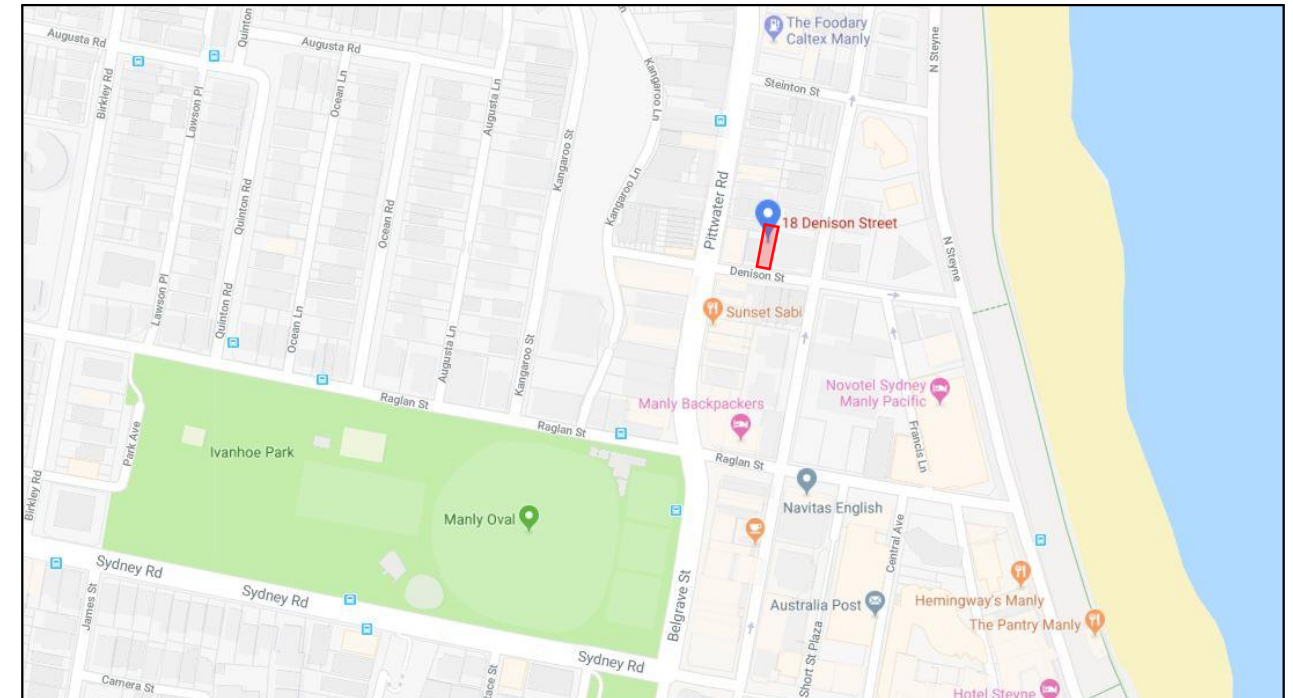 Augusta Rd
Quinton
Augusta Rd
The Foodary
Caltex Manly
N Steyne
Birkley Rd
Lawson Pl
Ocean Ln
Augusta Ln
Kangaroo Ln
Steinton St
Kangaroo St
Quinton Rd
Ocean Rd
Kangaroo Ln
Pittwater Rd
18 Denison Street
N Steyne
Denison St
Lawson Pl
Quinton Rd
Ocean Ln
Augusta Ln
Kangaroo St
Sunset Sabi
Raglan St
Raglan St
Manly Backpackers
Novotel Sydney
Manly Pacific
Francis Ln
Park Ave
Ivanhoe Park
Raglan St
Birkley Rd
Manly Oval
Navitas English
Central Ave
Sydney Rd
Sydney Rd
James St
Belgrave St
Australia Post
Hemingway's Manly
The Pantry Manly
Short St Plaza
Sydney Rd
Camera St
ace St
Hotel Steyne